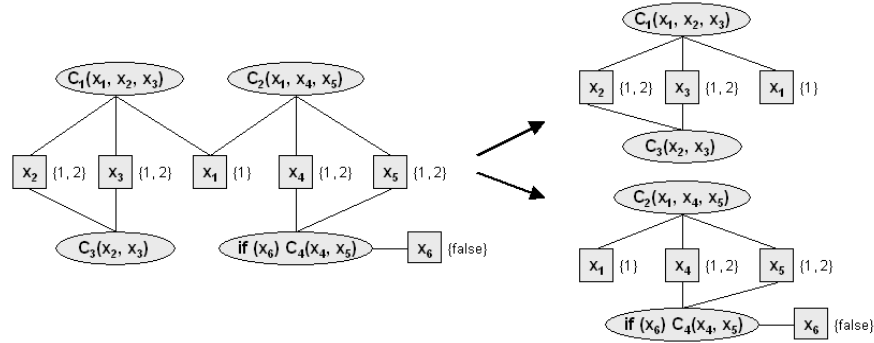 C₁(x₁, x₂, x₃)
C₂(x₁, x₄, x₅)
x₂ {1, 2} x₃ {1, 2} x₁ {1} x₄ {1, 2} x₅ {1, 2}
C₃(x₂, x₃)
if (x₆) C₄(x₄, x₅)
x₆ {false}
C₁(x₁, x₂, x₃)
x₂ {1, 2} x₃ {1, 2} x₁ {1}
C₃(x₂, x₃)
C₂(x₁, x₄, x₅)
x₁ {1} x₄ {1, 2} x₅ {1, 2}
if (x₆) C₄(x₄, x₅)
x₆ {false}